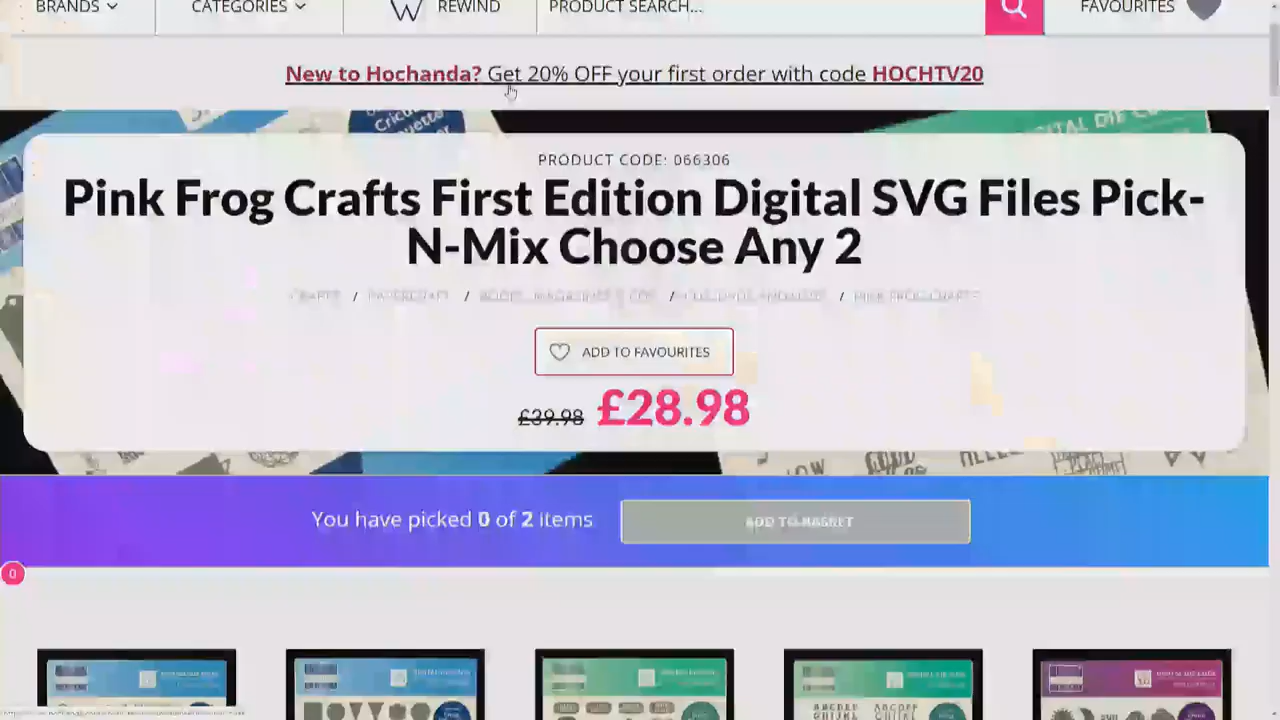 BRANDS
CATEGORIES
REWIND
PRODUCT SEARCH...
FAVOURITES
New to Hochanda? Get 20% OFF your first order with code HOCHTV20
PRODUCT CODE: 066306
Pink Frog Crafts First Edition Digital SVG Files Pick-
N-Mix Choose Any 2
CRAFTS / PAPERCRAFT /
ADD TO FAVOURITES
£39.98 £28.98
You have picked 0 of 2 items
ADD TO BASKET
0